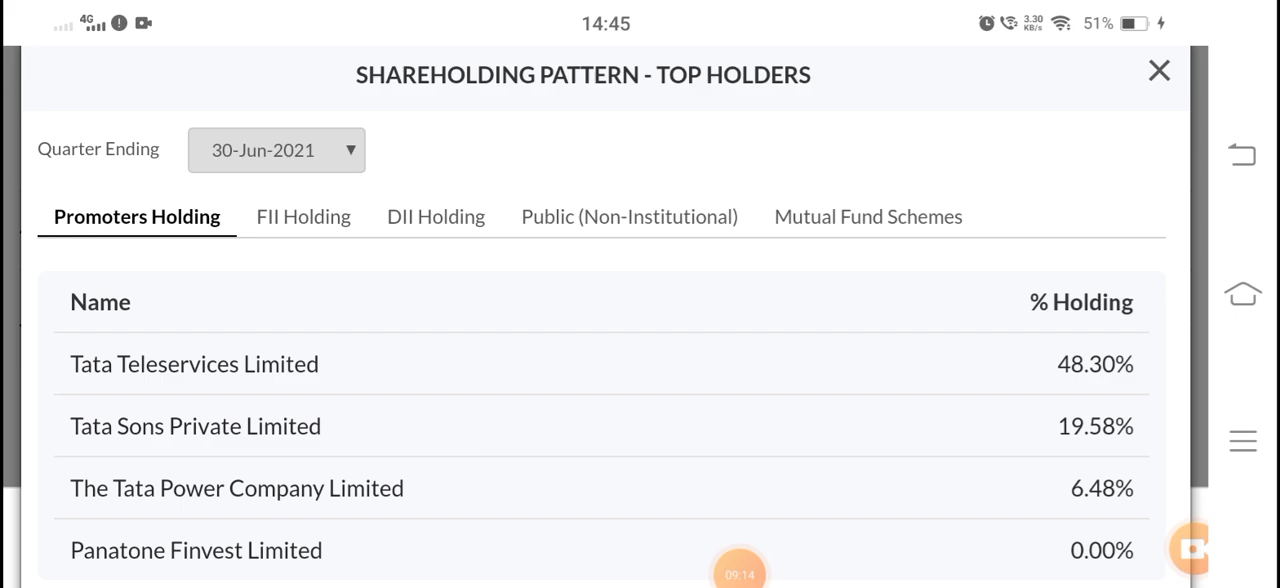 4G 14:45 3.30 KB/s 51%
SHAREHOLDING PATTERN - TOP HOLDERS
Quarter Ending 30-Jun-2021
Promoters Holding FII Holding DII Holding Public (Non-Institutional) Mutual Fund Schemes
Name % Holding
Tata Teleservices Limited 48.30%
Tata Sons Private Limited 19.58%
The Tata Power Company Limited 6.48%
Panatone Finvest Limited 0.00%
09:14